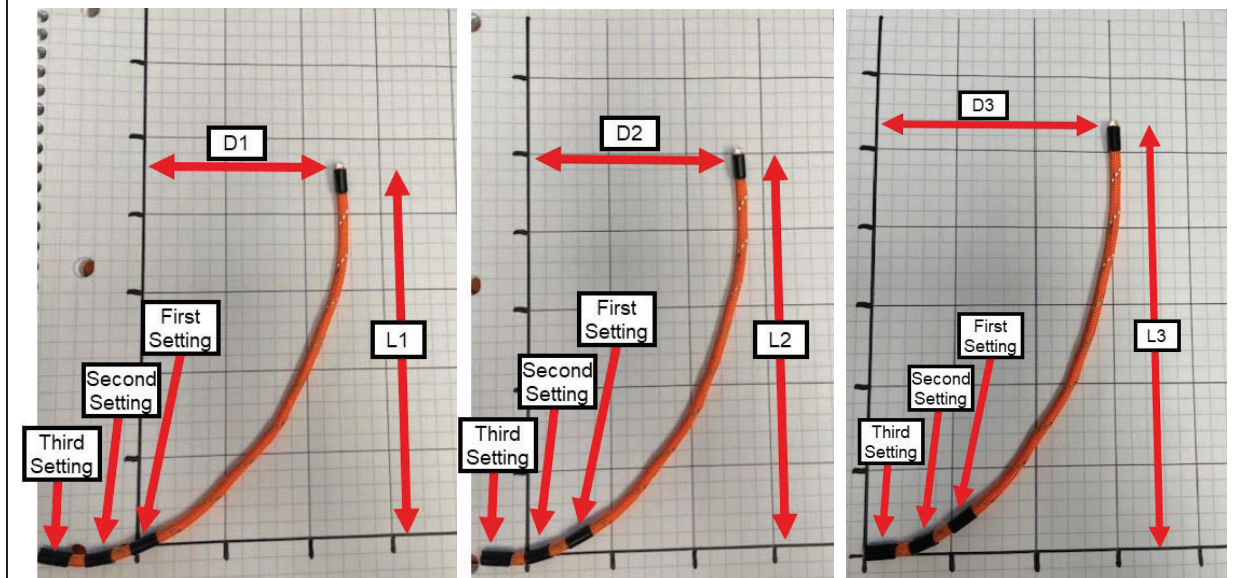 D1
First
Setting
L1
Second
Setting
Third
Setting
D2
First
Setting
L2
Second
Setting
Third
Setting
D3
First
Setting
L3
Second
Setting
Third
Setting